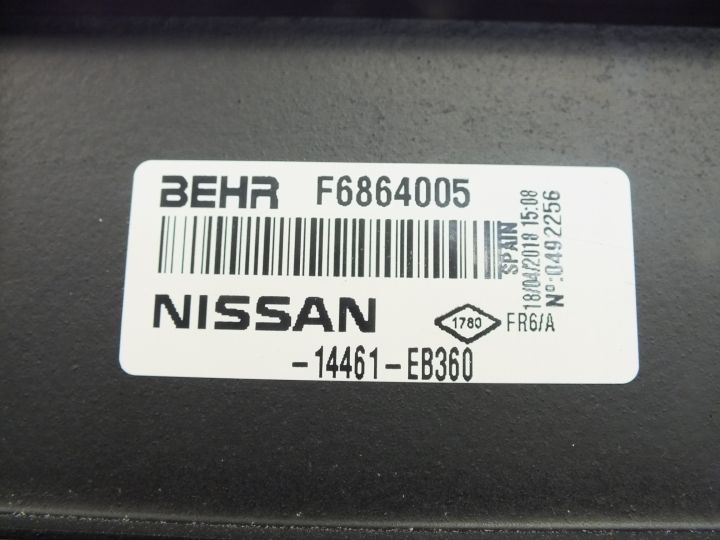 BEHR F6864005
SPAIN
18/04/2018 15:08
Nº:0492256
NISSAN
1780
FR6/A
-14461-EB360